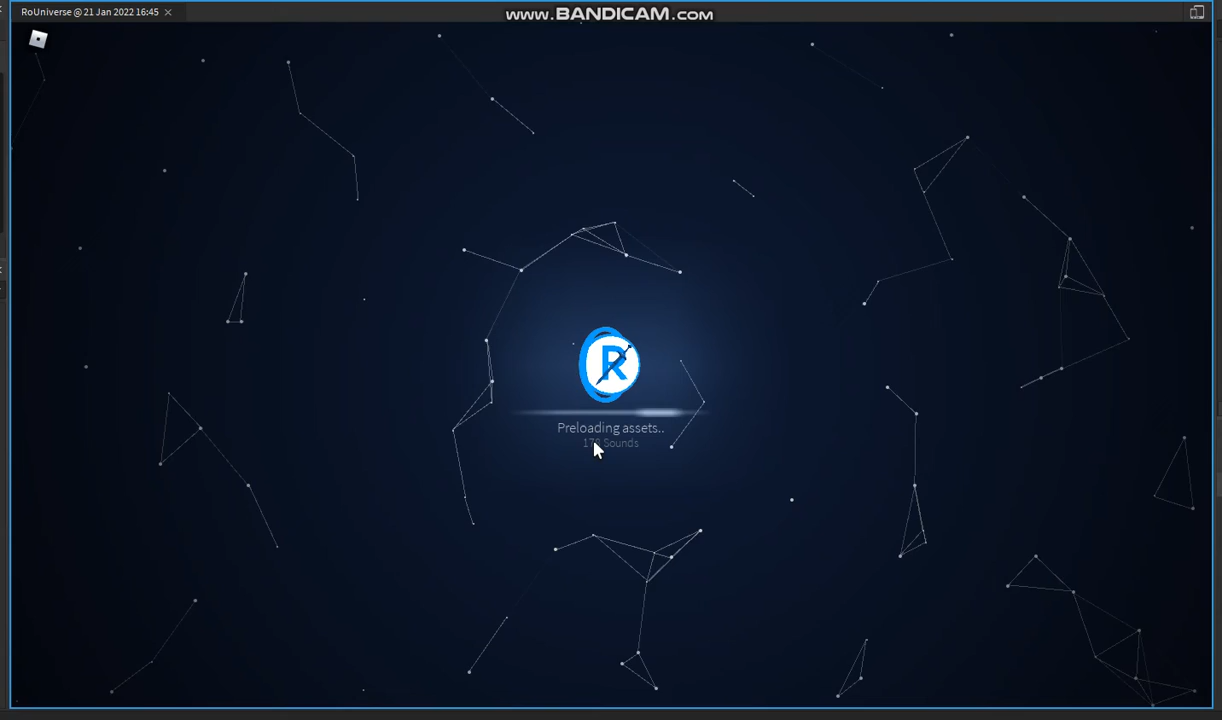 RoUniverse @ 21 Jan 2022 16:45 ×
www.BANDICAM.com
R
Preloading assets..
Sounds